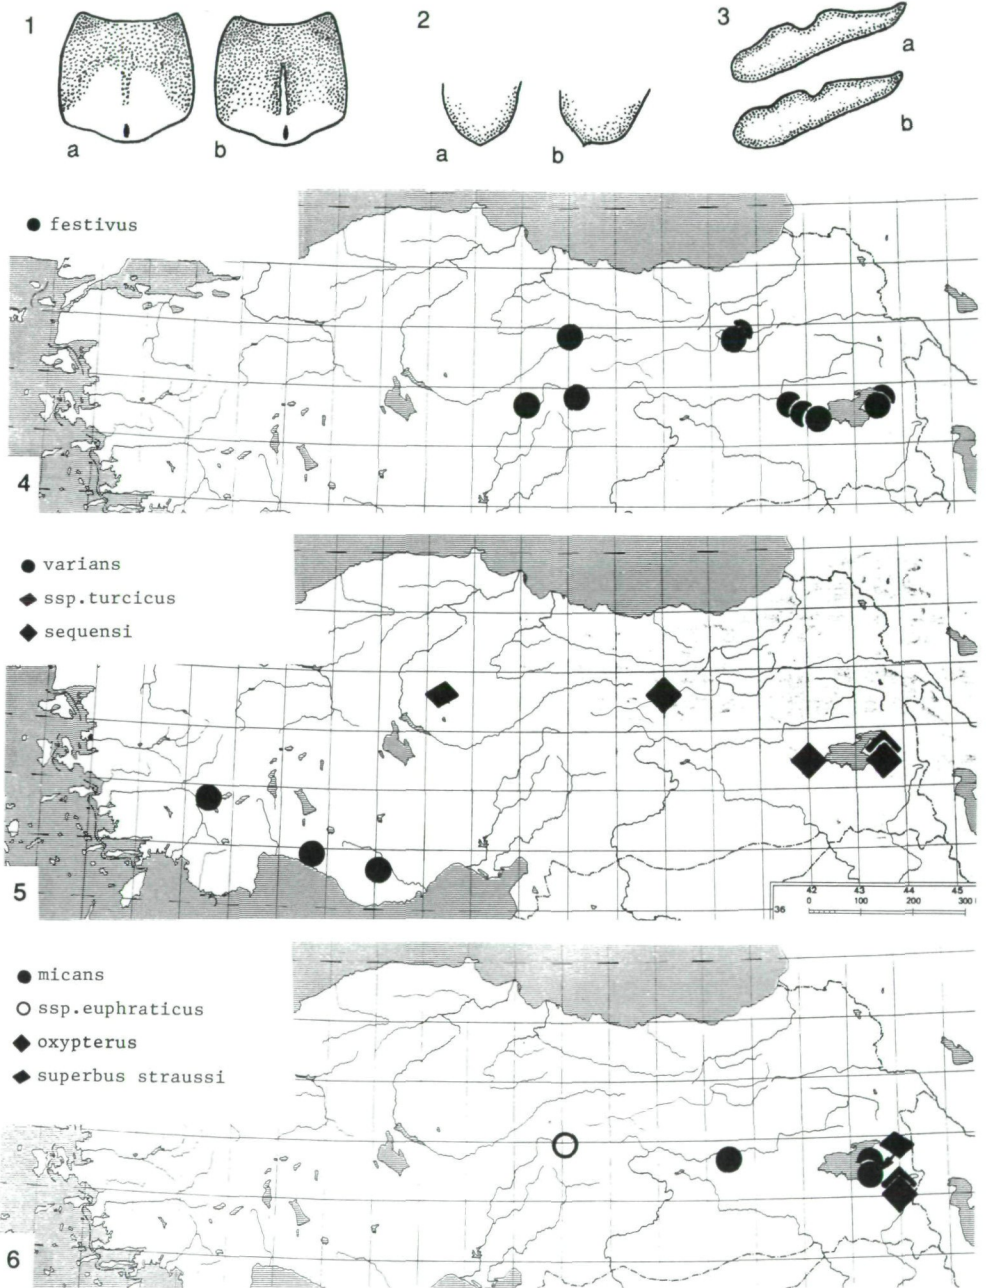 1
2
3
a
b
a
b
a
b
festivus
4
varians
ssp.turcicus
sequensi
5
42 43 44 45
36
0 100 200 300
micans
ssp.euphraticus
oxypterus
superbus straussi
6